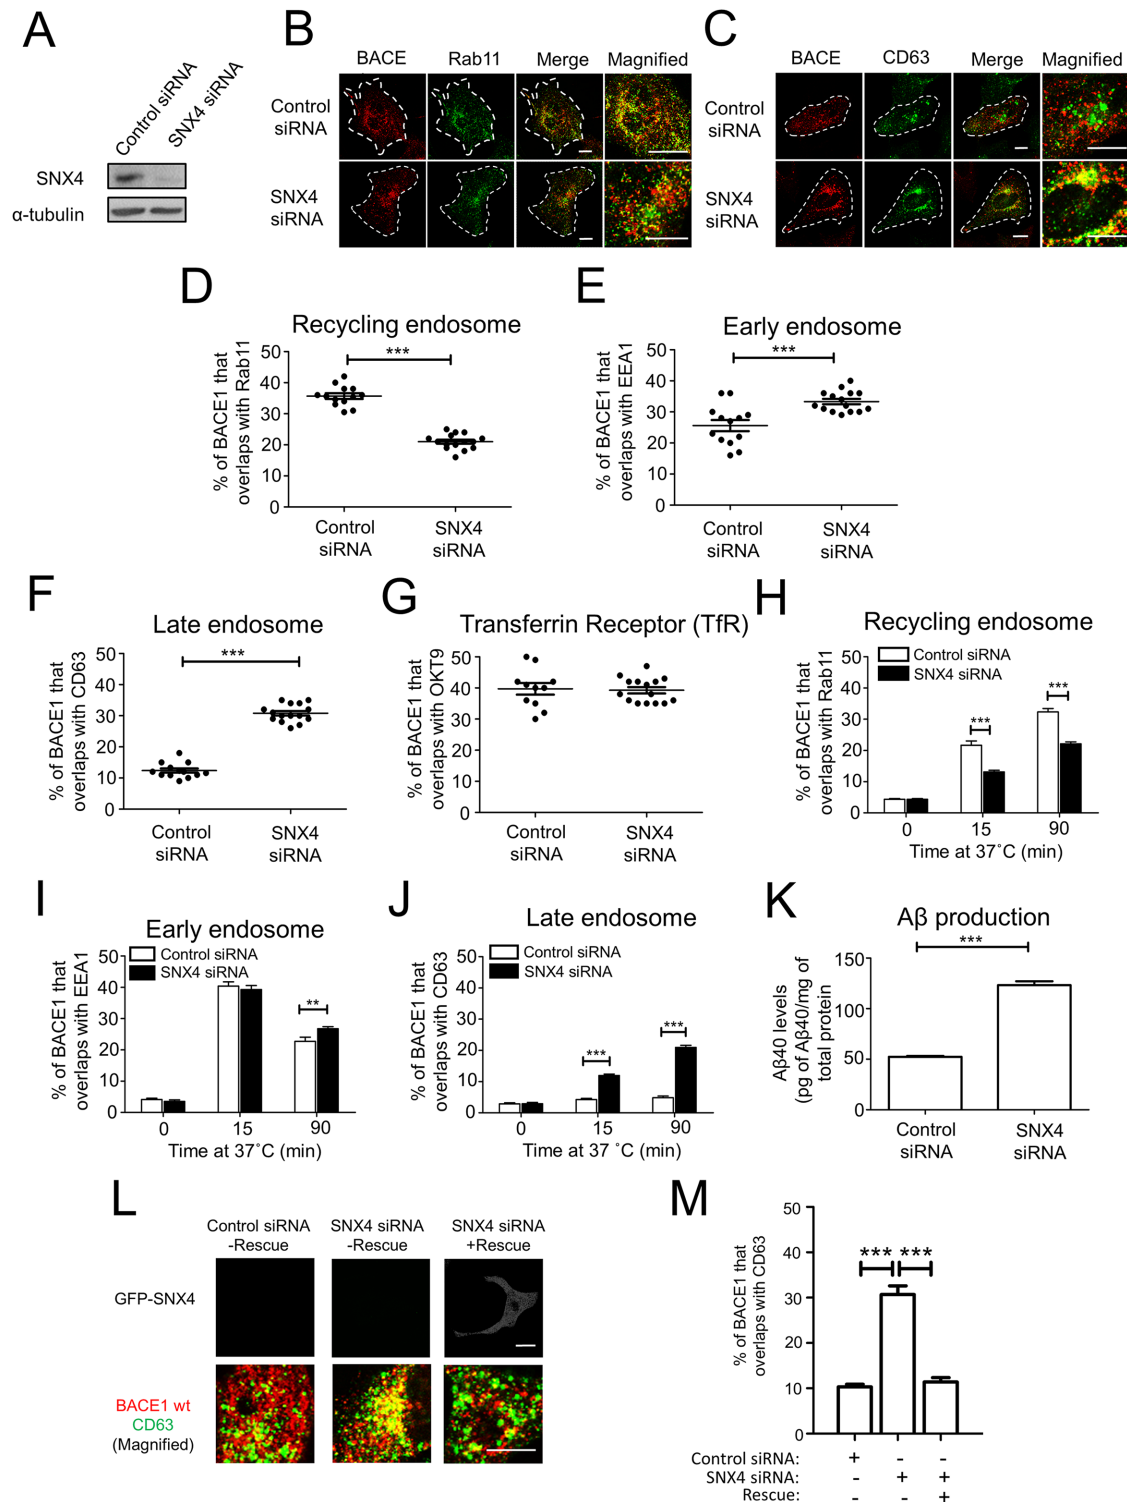 A
Control siRNA
SNX4 siRNA
SNX4
α-tubulin
B
BACE Rab11 Merge Magnified
Control
siRNA
SNX4
siRNA
C
BACE CD63 Merge Magnified
Control
siRNA
SNX4
siRNA
D
Recycling endosome
% of BACE1 that
overlaps with Rab11
50
40
30
20
10
0
***
Control
siRNA
SNX4
siRNA
E
Early endosome
% of BACE1 that
overlaps with EEA1
50
40
30
20
10
0
***
Control
siRNA
SNX4
siRNA
F
Late endosome
% of BACE1 that
overlaps with CD63
50
40
30
20
10
0
***
Control
siRNA
SNX4
siRNA
G
Transferrin Receptor (TfR)
% of BACE1 that
overlaps with OKT9
50
40
30
20
10
0
Control
siRNA
SNX4
siRNA
H
Recycling endosome
% of BACE1 that
overlaps with Rab11
50
40
30
20
10
0
Control siRNA
SNX4 siRNA
***
***
0 15 90
Time at 37˚C (min)
I
Early endosome
% of BACE1 that
overlaps with EEA1
50
40
30
20
10
0
Control siRNA
SNX4 siRNA
**
0 15 90
Time at 37˚C (min)
J
Late endosome
% of BACE1 that
overlaps with CD63
50
40
30
20
10
0
Control siRNA
SNX4 siRNA
***
***
0 15 90
Time at 37 ˚C (min)
K
Aβ production
Aβ40 levels
(pg of Aβ40/mg of
total protein
150
100
50
0
***
Control
siRNA
SNX4
siRNA
L
Control siRNA
-Rescue
SNX4 siRNA
-Rescue
SNX4 siRNA
+Rescue
GFP-SNX4
BACE1 wt
CD63
(Magnified)
M
% of BACE1 that
overlaps with CD63
50
40
30
20
10
0
*** ***
Control siRNA: + - -
SNX4 siRNA: - + +
Rescue: - - +